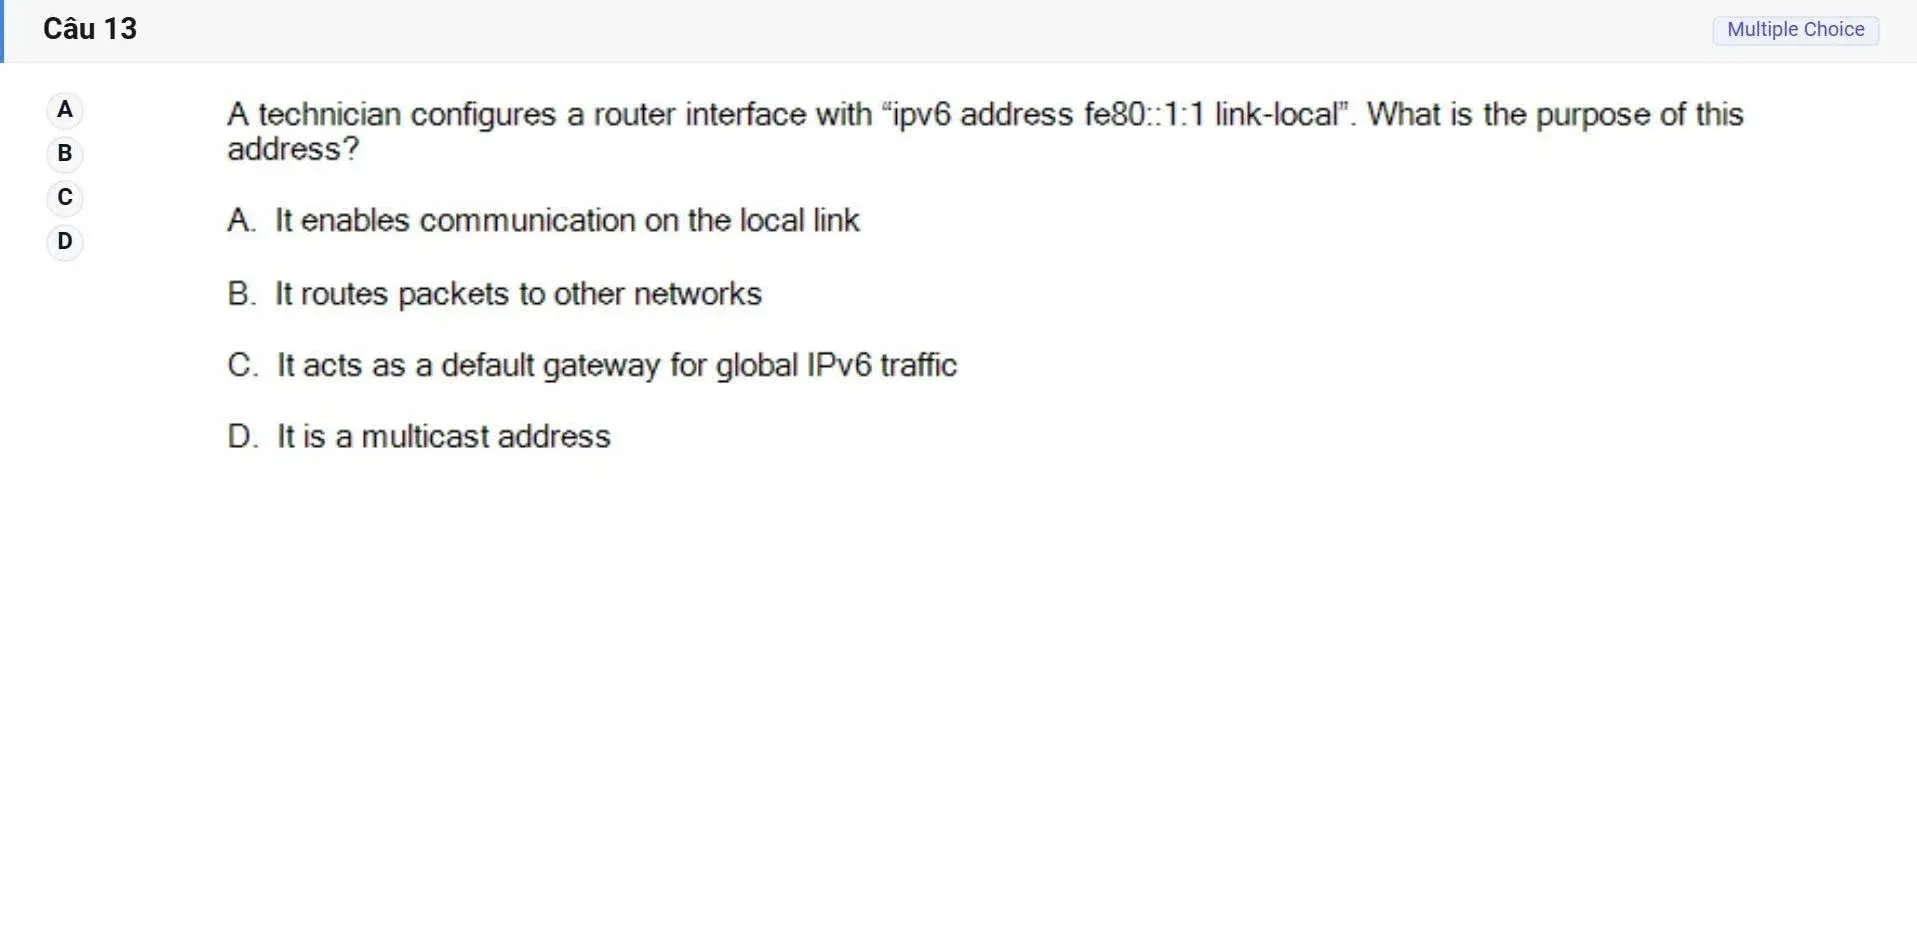 Câu 13
Multiple Choice
A
B
C
D
A technician configures a router interface with “ipv6 address fe80::1:1 link-local”. What is the purpose of this
address?
A. It enables communication on the local link
B. It routes packets to other networks
C. It acts as a default gateway for global IPv6 traffic
D. It is a multicast address